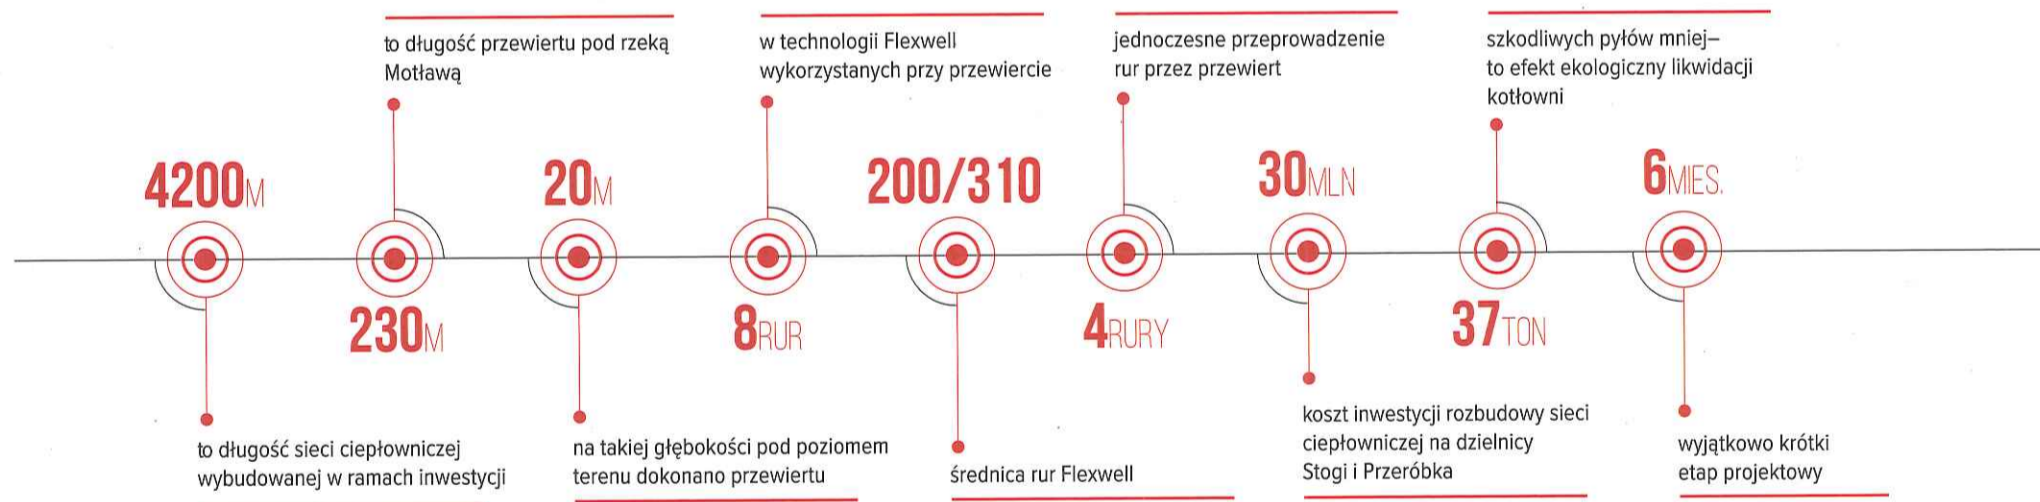 4200M
to długość sieci ciepłowniczej
wybudowanej w ramach inwestycji
to długość przewiertu pod rzeką
Motławą
230M
20M
na takiej głębokości pod poziomem
terenu dokonano przewiertu
w technologii Flexwell
wykorzystanych przy przewiercie
8RUR
200/310
średnica rur Flexwell
jednoczesne przeprowadzenie
rur przez przewiert
4RURY
30MLN
koszt inwestycji rozbudowy sieci
ciepłowniczej na dzielnicy
Stogi i Przeróbka
szkodliwych pyłów mniej–
to efekt ekologiczny likwidacji
kotłowni
37TON
6MIES.
wyjątkowo krótki
etap projektowy